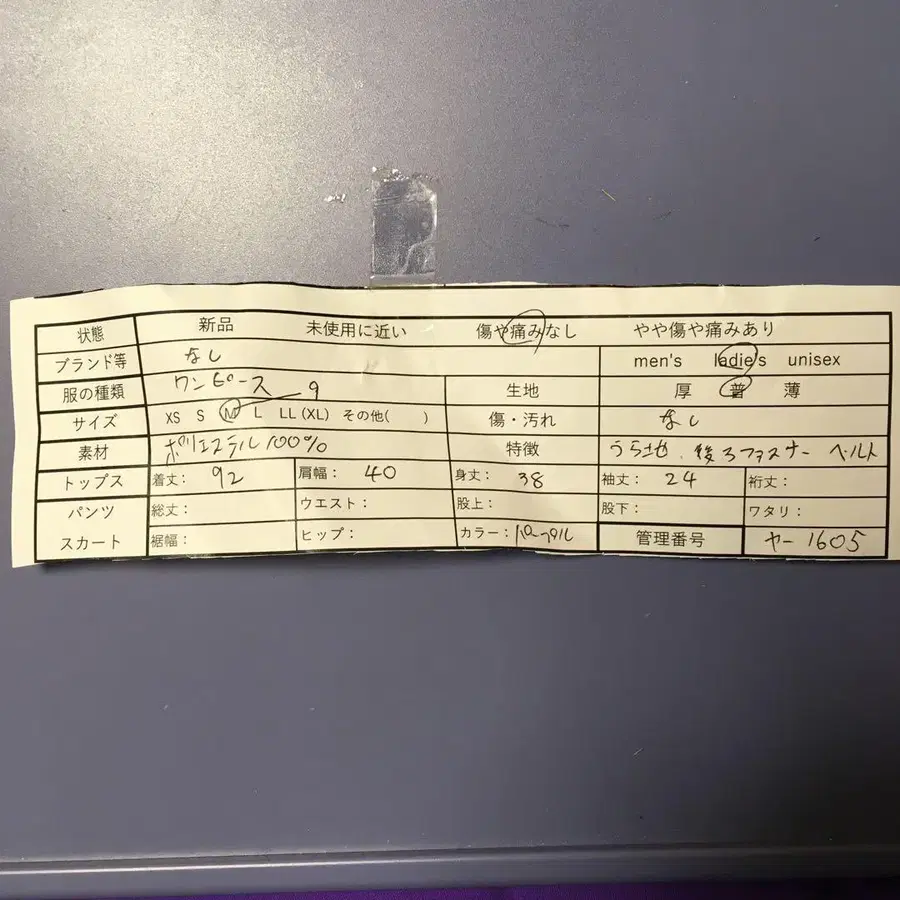 状態 新品 未使用に近い 傷や痛みなし やや傷や痛みあり
ブランド等 なし men's ladie's unisex
服の種類 ワンピース 生地 厚 普 薄
サイズ XS S M L LL (XL) その他( ) 9 傷・汚れ なし
素材 ポリエステル100% 特徴 うら地、後ろファスナー ベルト
トップス 着丈: 92 肩幅: 40 身丈: 38 袖丈: 24 裄丈:
パンツ 総丈: ウエスト: 股上: 股下: ワタリ:
スカート 裾幅: ヒップ: カラー: パープル 管理番号 ヤー1605